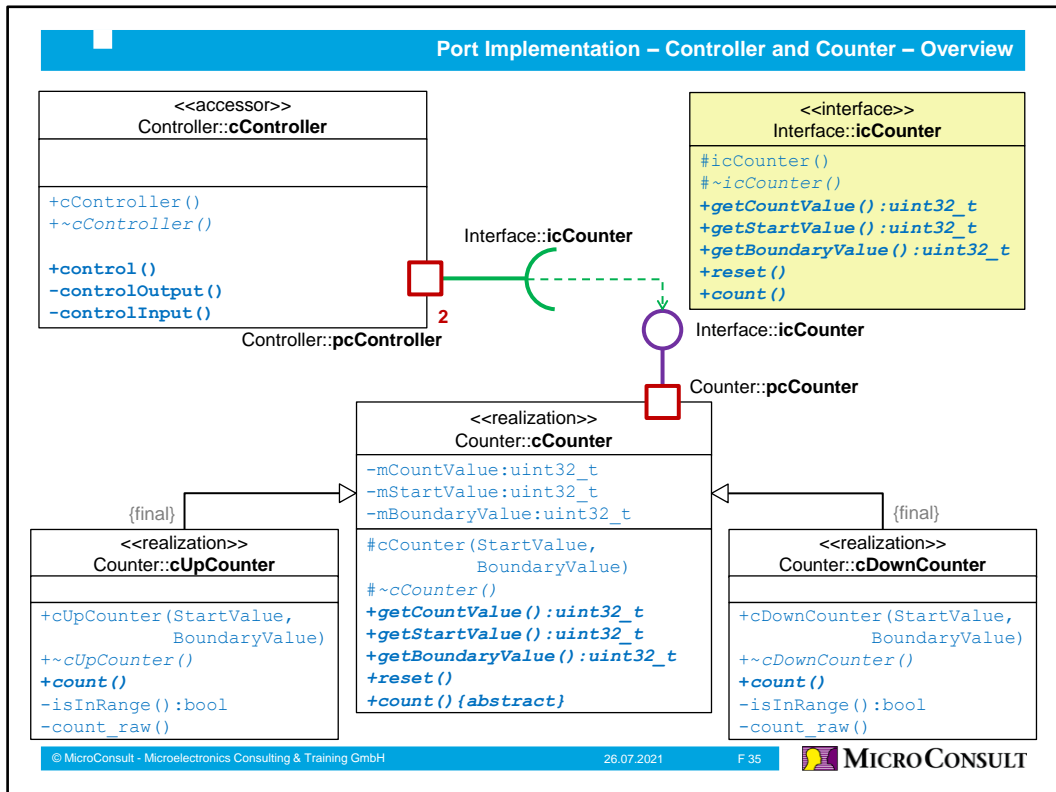 Port Implementation – Controller and Counter – Overview
<<accessor>>
Controller::cController
+cController()
+~cController()
+control()
-controlOutput()
-controlInput()
2
Controller::pcController
Interface::icCounter
<<interface>>
Interface::icCounter
#icCounter()
#~icCounter()
+getCountValue():uint32_t
+getStartValue():uint32_t
+getBoundaryValue():uint32_t
+reset()
+count()
Interface::icCounter
Counter::pcCounter
<<realization>>
Counter::cCounter
-mCountValue:uint32_t
-mStartValue:uint32_t
-mBoundaryValue:uint32_t
#cCounter(StartValue,
BoundaryValue)
#~cCounter()
+getCountValue():uint32_t
+getStartValue():uint32_t
+getBoundaryValue():uint32_t
+reset()
+count(){abstract}
{final}
<<realization>>
Counter::cUpCounter
+cUpCounter(StartValue,
BoundaryValue)
+~cUpCounter()
+count()
-isInRange():bool
-count_raw()
{final}
<<realization>>
Counter::cDownCounter
+cDownCounter(StartValue,
BoundaryValue)
+~cDownCounter()
+count()
-isInRange():bool
-count_raw()
© MicroConsult - Microelectronics Consulting & Training GmbH
26.07.2021
F 35
MICROCONSULT